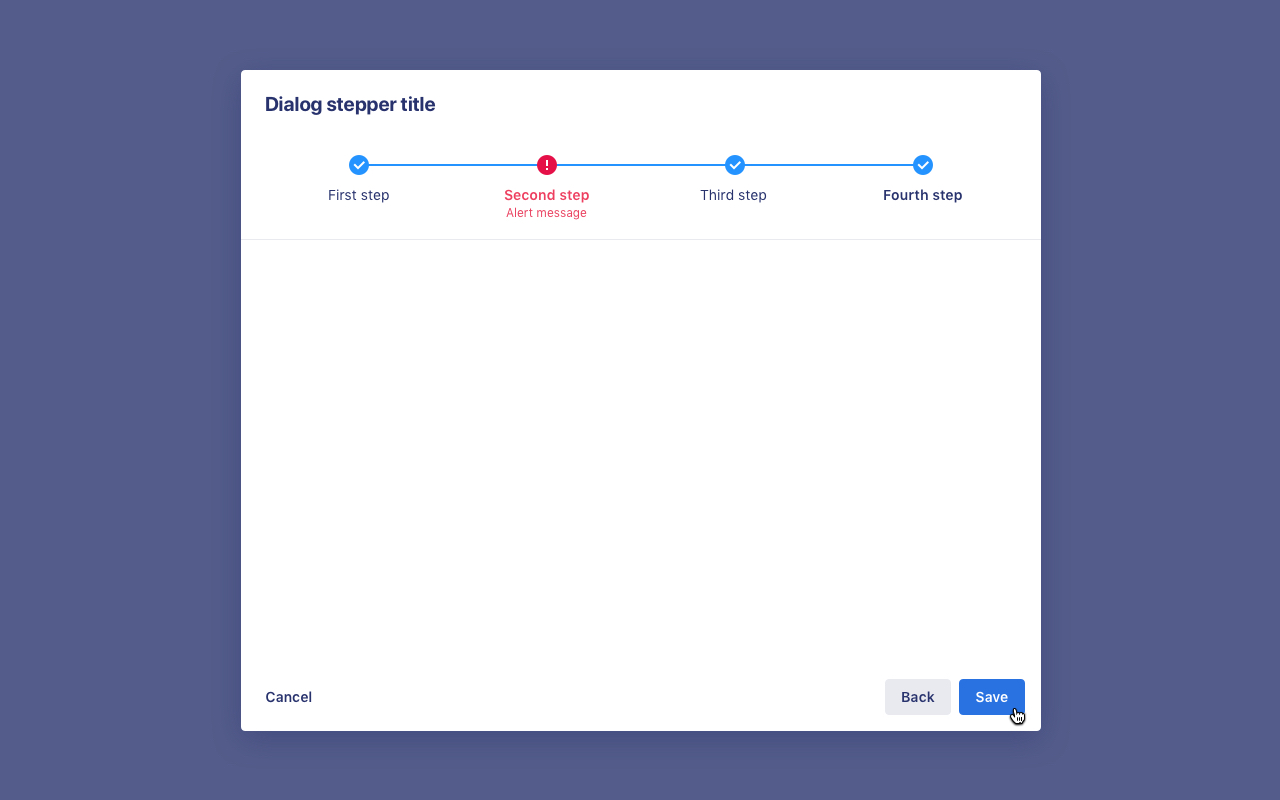 Dialog stepper title
First step
Second step
Third step
Fourth step
Alert message
Cancel
Back
Save